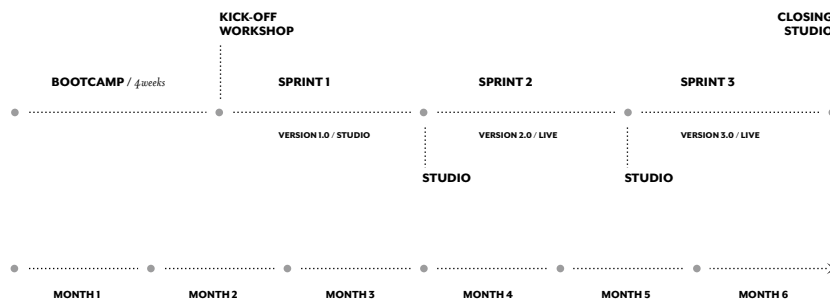 KICK-OFF
WORKSHOP
CLOSING
STUDIO
BOOTCAMP / 4weeks
SPRINT 1
SPRINT 2
SPRINT 3
VERSION 1.0 / STUDIO
VERSION 2.0 / LIVE
VERSION 3.0 / LIVE
STUDIO
STUDIO
MONTH 1
MONTH 2
MONTH 3
MONTH 4
MONTH 5
MONTH 6